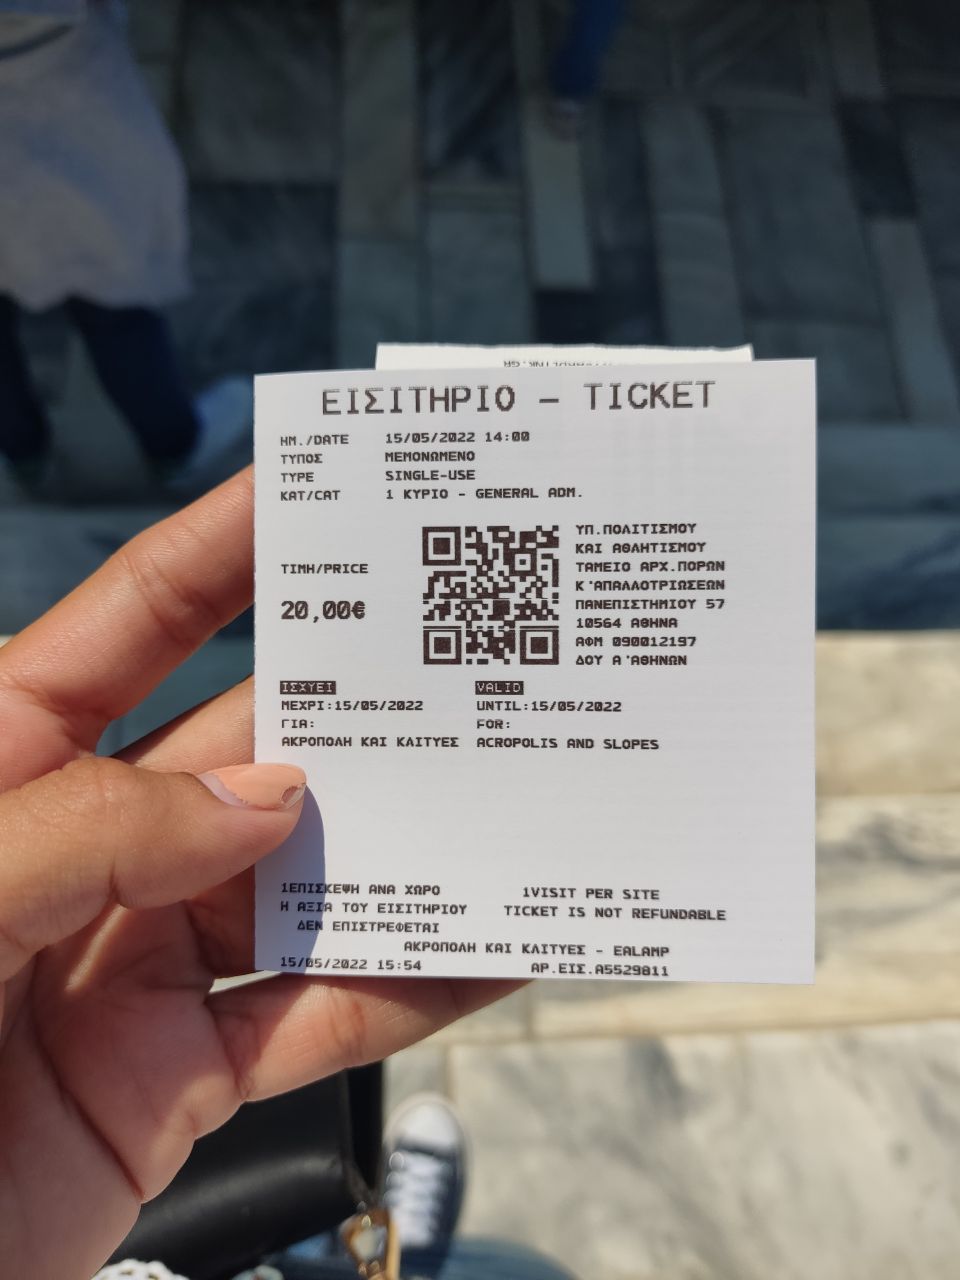 ΕΙΣΙΤΗΡΙΟ – TICKET
ΗΜ./DATE 15/05/2022 14:00
ΤΥΠΟΣ ΜΕΜΟΝΩΜΕΝΟ
TYPE SINGLE-USE
ΚΑΤ/CAT 1 ΚΥΡΙΟ - GENERAL ADM.
ΤΙΜΗ/PRICE
20,00€
ΥΠ.ΠΟΛΙΤΙΣΜΟΥ
ΚΑΙ ΑΘΛΗΤΙΣΜΟΥ
ΤΑΜΕΙΟ ΑΡΧ.ΠΟΡΩΝ
Κ'ΑΠΑΛΛΟΤΡΙΩΣΕΩΝ
ΠΑΝΕΠΙΣΤΗΜΙΟΥ 57
10564 ΑΘΗΝΑ
ΑΦΜ 090012197
ΔΟΥ Α'ΑΘΗΝΩΝ
ΙΣΧΥΕΙ VALID
ΜΕΧΡΙ:15/05/2022 UNTIL:15/05/2022
ΓΙΑ: FOR:
ΑΚΡΟΠΟΛΗ ΚΑΙ ΚΛΙΤΥΕΣ ACROPOLIS AND SLOPES
1ΕΠΙΣΚΕΨΗ ΑΝΑ ΧΩΡΟ 1VISIT PER SITE
Η ΑΞΙΑ ΤΟΥ ΕΙΣΙΤΗΡΙΟΥ TICKET IS NOT REFUNDABLE
ΔΕΝ ΕΠΙΣΤΡΕΦΕΤΑΙ
ΑΚΡΟΠΟΛΗ ΚΑΙ ΚΛΙΤΥΕΣ - EALAMP
15/05/2022 15:54 ΑΡ.ΕΙΣ.A5529811